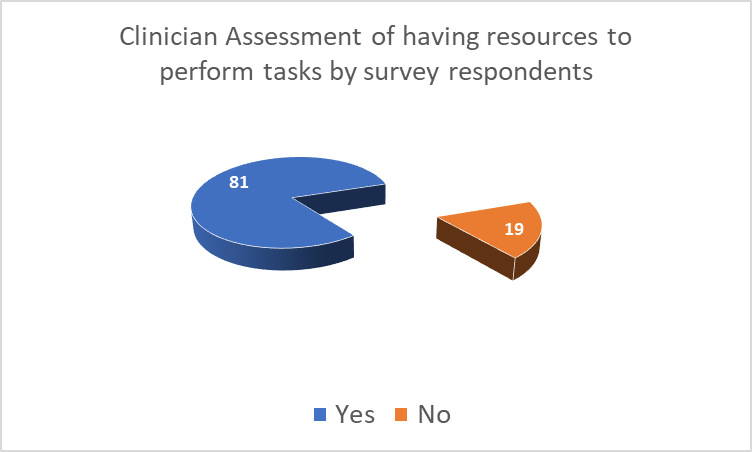 Clinician Assessment of having resources to
perform tasks by survey respondents
81
19
Yes No